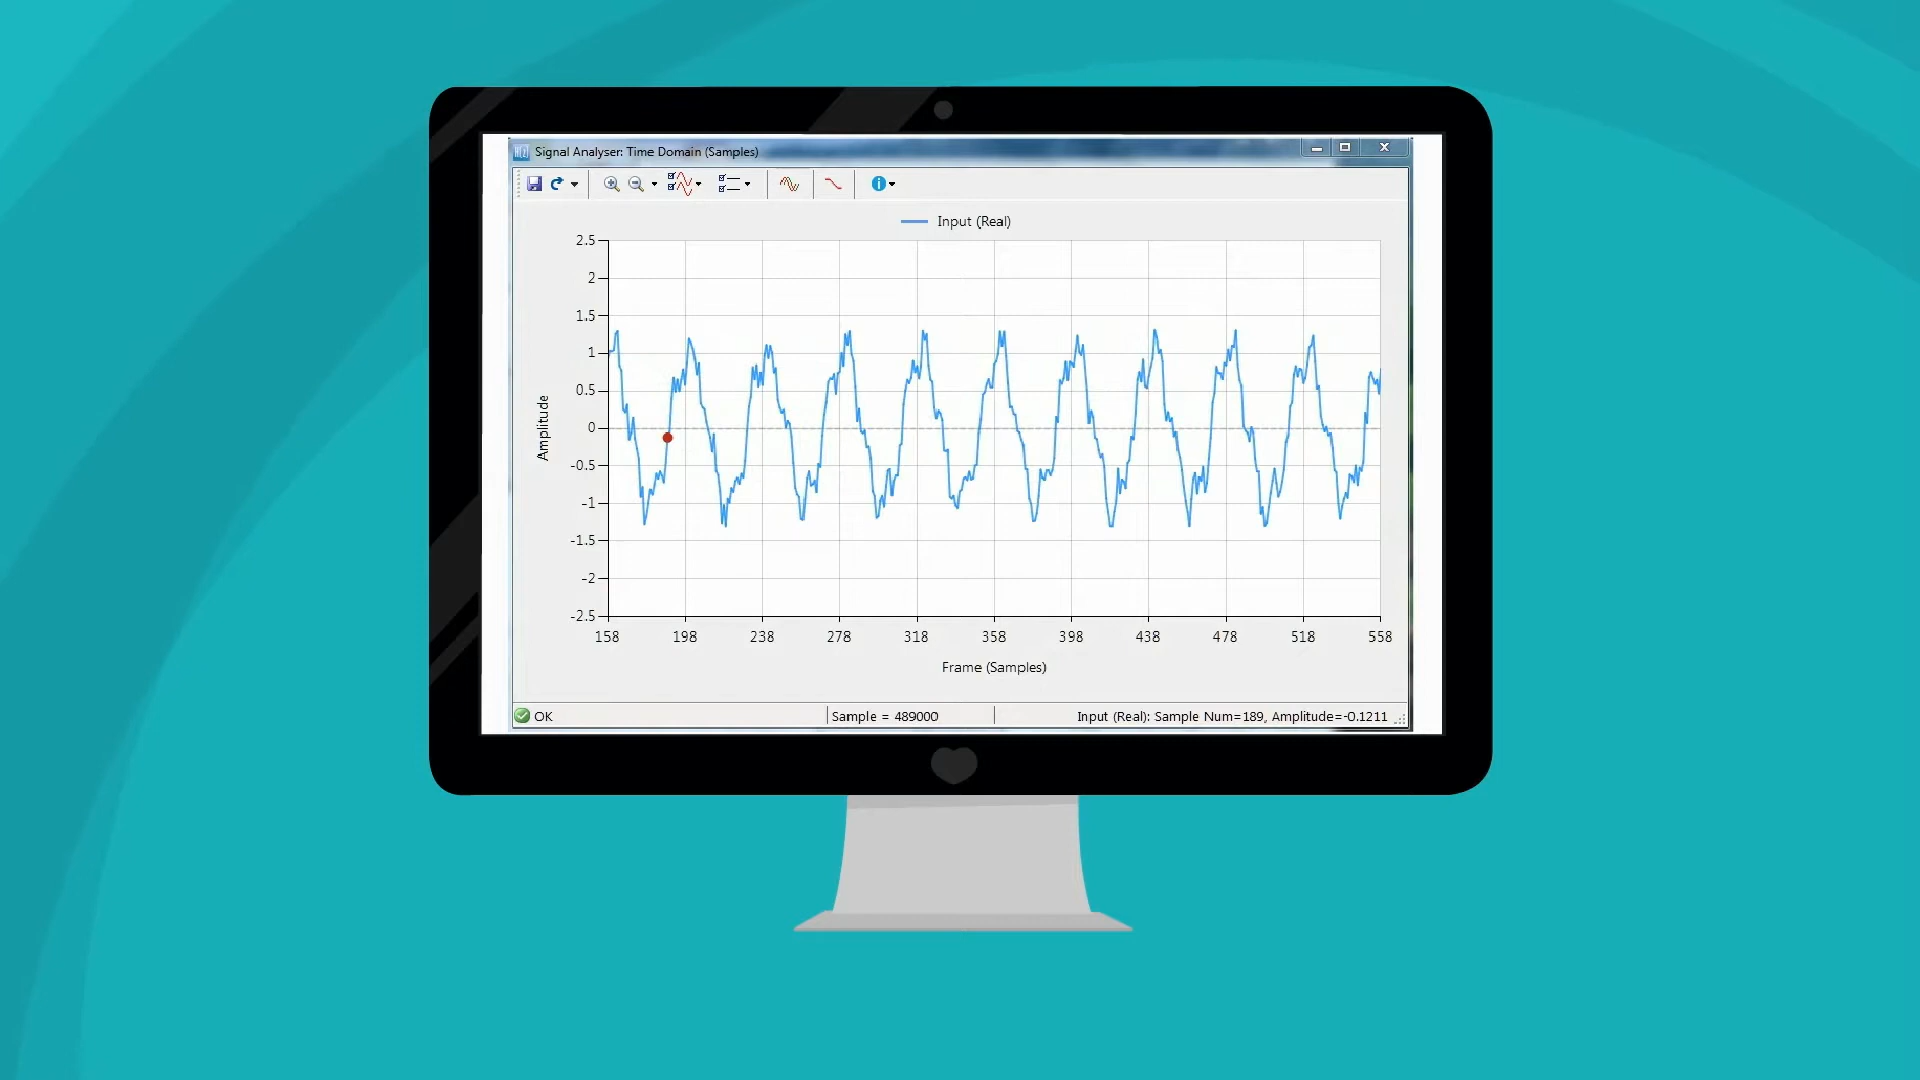 Signal Analyser: Time Domain (Samples)
Input (Real)
2.5
2
1.5
1
0.5
0
-0.5
-1
-1.5
-2
-2.5
Amplitude
158 198 238 278 318 358 398 438 478 518 558
Frame (Samples)
OK Sample = 489000 Input (Real): Sample Num=189, Amplitude=-0.1211